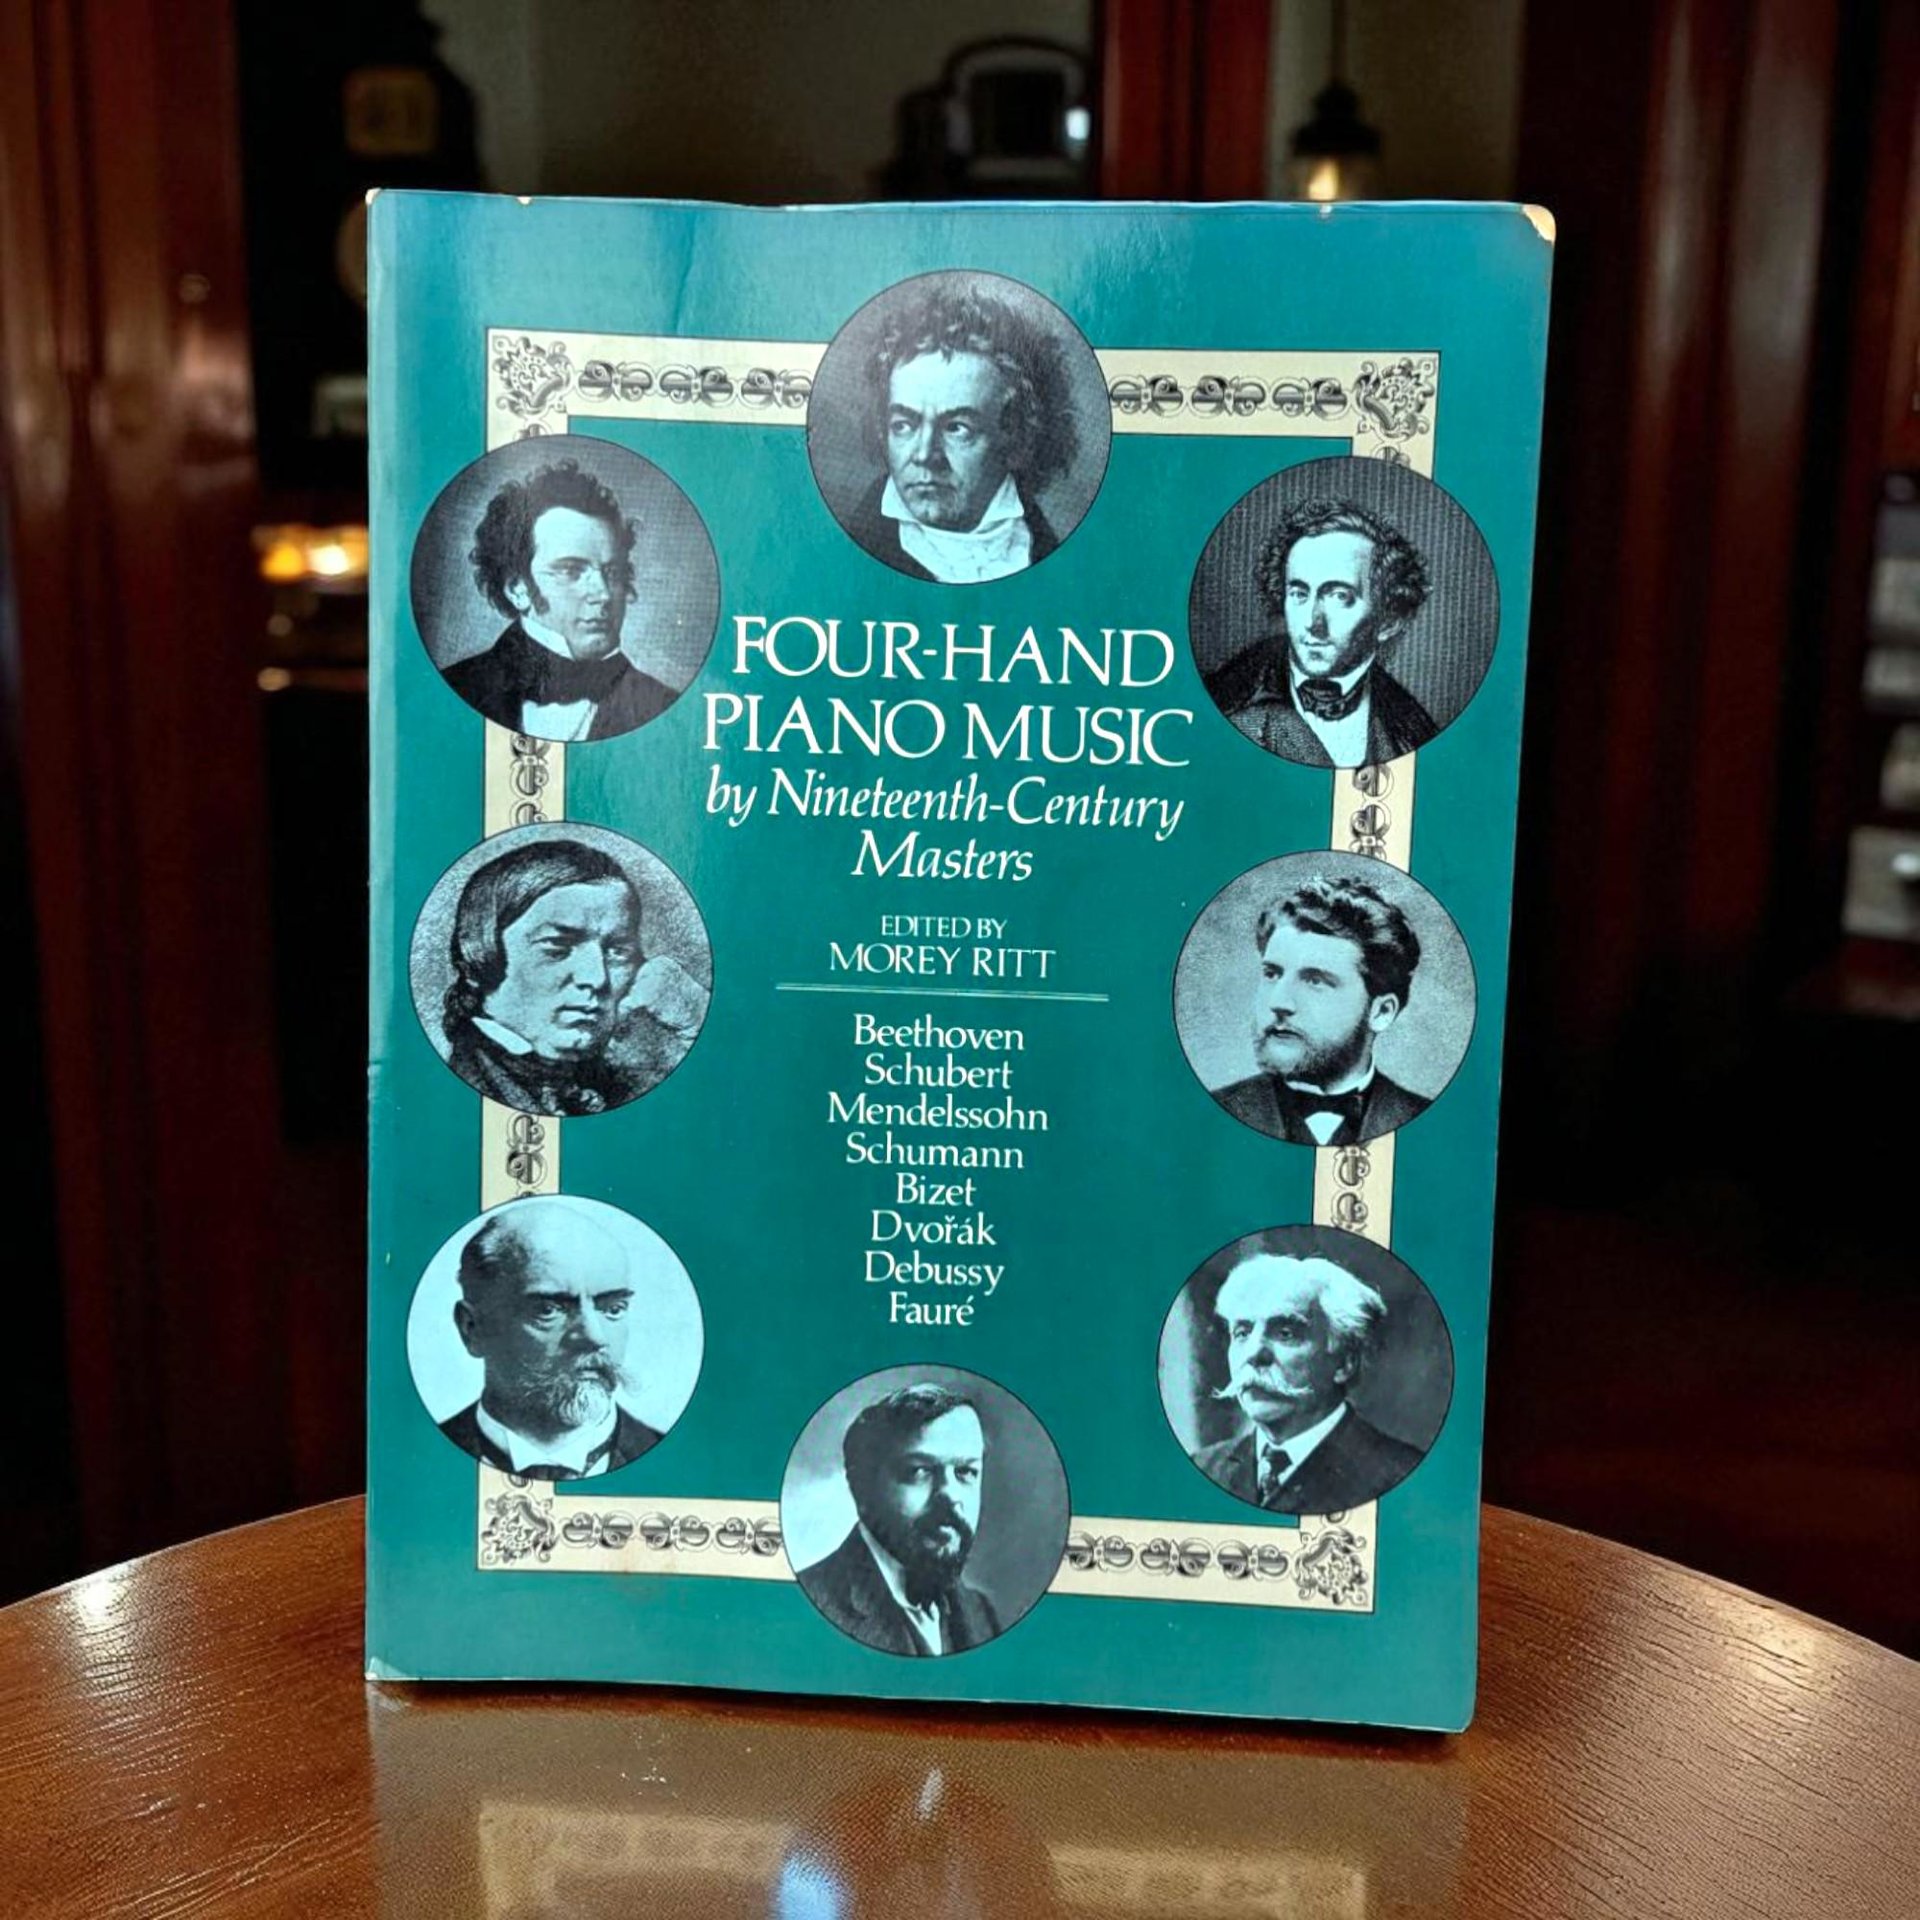 FOUR-HAND
PIANO MUSIC
by Nineteenth-Century
Masters
EDITED BY
MOREY RITT
Beethoven
Schubert
Mendelssohn
Schumann
Bizet
Dvořák
Debussy
Fauré